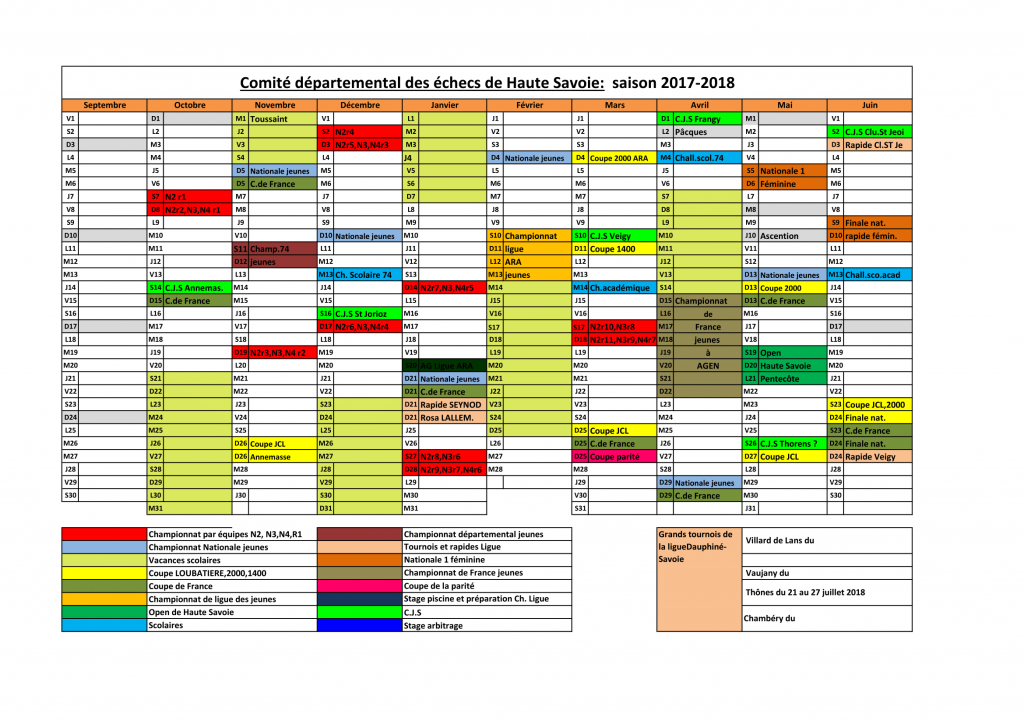 Comité départemental des échecs de Haute Savoie: saison 2017-2018
Septembre Octobre Novembre Décembre Janvier Février Mars Avril Mai Juin
V1 D1 M1 Toussaint V1 L1 J1 J1 D1 C.J.S Frangy M1 V1
S2 L2 J2 S2 N2r4 M2 V2 V2 L2 Pâcques M2 S2 C.J.S Clu.St Jeoi
D3 M3 V3 D3 N2r5,N3,N4r3 M3 S3 S3 M3 J3 D3 Rapide Cl.ST Je
L4 M4 S4 L4 J4 D4 Nationale jeunes D4 Coupe 2000 ARA M4 Chall.scol.74 V4 L4
M5 J5 D5 Nationale jeunes M5 V5 L5 L5 J5 S5 Nationale 1 M5
M6 V6 D5 C.de France M6 S6 M6 M6 V6 D6 Féminine M6
J7 S7 N2 r1 M7 J7 D7 M7 M7 S7 L7 J7
V8 D8 N2r2,N3,N4 r1 M8 V8 L8 J8 J8 D8 M8 V8
S9 L9 J9 S9 M9 V9 V9 L9 M9 S9 Finale nat.
D10 M10 V10 D10 Nationale jeunes M10 S10 Championnat S10 C.J.S Veigy M10 J10 Ascention D10 rapide fémin.
L11 M11 S11 Champ.74 L11 J11 D11 ligue D11 Coupe 1400 M11 V11 L11
M12 J12 D12 jeunes M12 V12 L12 ARA L12 J12 S12 M12
M13 V13 L13 M13 Ch. Scolaire 74 S13 M13 jeunes M13 V13 D13 Nationale jeunes M13 Chall.sco.acad
J14 S14 C.J.S Annemas. M14 J14 D14 N2r7,N3,N4r5 M14 M14 Ch.académique S14 D13 Coupe 2000 J14
V15 D15 C.de France M15 V15 L15 J15 J15 D15 Championnat D13 C.de France V15
S16 L16 J16 S16 C.J.S St Jorioz M16 V16 V16 L16 de M16 S16
D17 M17 V17 D17 N2r6,N3,N4r4 M17 S17 S17 N2r10,N3r8 M17 France J17 D17
L18 M18 S18 L18 J18 D18 D18 N2r11,N3r9,N4r7 M18 jeunes V18 L18
M19 J19 D19 N2r3,N3,N4 r2 M19 V19 L19 L19 J19 à S19 Open M19
M20 V20 L20 M20 S20 AG Ligue ARA M20 M20 V20 AGEN D20 Haute Savoie M20
J21 S21 M21 J21 D21 Nationale jeunes M21 M21 S21 L21 Pentecôte J21
V22 D22 M22 V22 D21 C.de France J22 J22 D22 M22 V22
S23 L23 J23 S23 D21 Rapide SEYNOD V23 V23 L23 M23 S23 Coupe JCL,2000
D24 M24 V24 D24 D21 Rosa LALLEM. S24 S24 M24 J24 D24 Finale nat.
L25 M25 S25 L25 J25 D25 D25 Coupe JCL M25 V25 S23 C.de France
M26 J26 D26 Coupe JCL M26 V26 L26 D25 C.de France J26 S26 C.J.S Thorens ? D24 Finale nat.
M27 V27 D26 Annemasse M27 S27 N2r8,N3r6 M27 D25 Coupe parité V27 D27 Coupe JCL D24 Rapide Veigy
J28 S28 M28 J28 D28 N2r9,N3r7,N4r6 M28 M28 S28 L28 J28
V29 D29 M29 V29 L29 J29 D29 Nationale jeunes M29 V29
S30 L30 J30 S30 M30 V30 D29 C.de France M30 S30
M31 D31 M31 S31 J31
Championnat par équipes N2, N3,N4,R1 Championnat départemental jeunes
Championnat Nationale jeunes Tournois et rapides Ligue
Vacances scolaires Nationale 1 féminine
Coupe LOUBATIERE,2000,1400 Championnat de France jeunes
Coupe de France Coupe de la parité
Championnat de ligue des jeunes Stage piscine et préparation Ch. Ligue
Open de Haute Savoie C.J.S
Scolaires Stage arbitrage
Grands tournois de
la ligueDauphiné-
Savoie
Villard de Lans du
Vaujany du
Thônes du 21 au 27 juillet 2018
Chambéry du